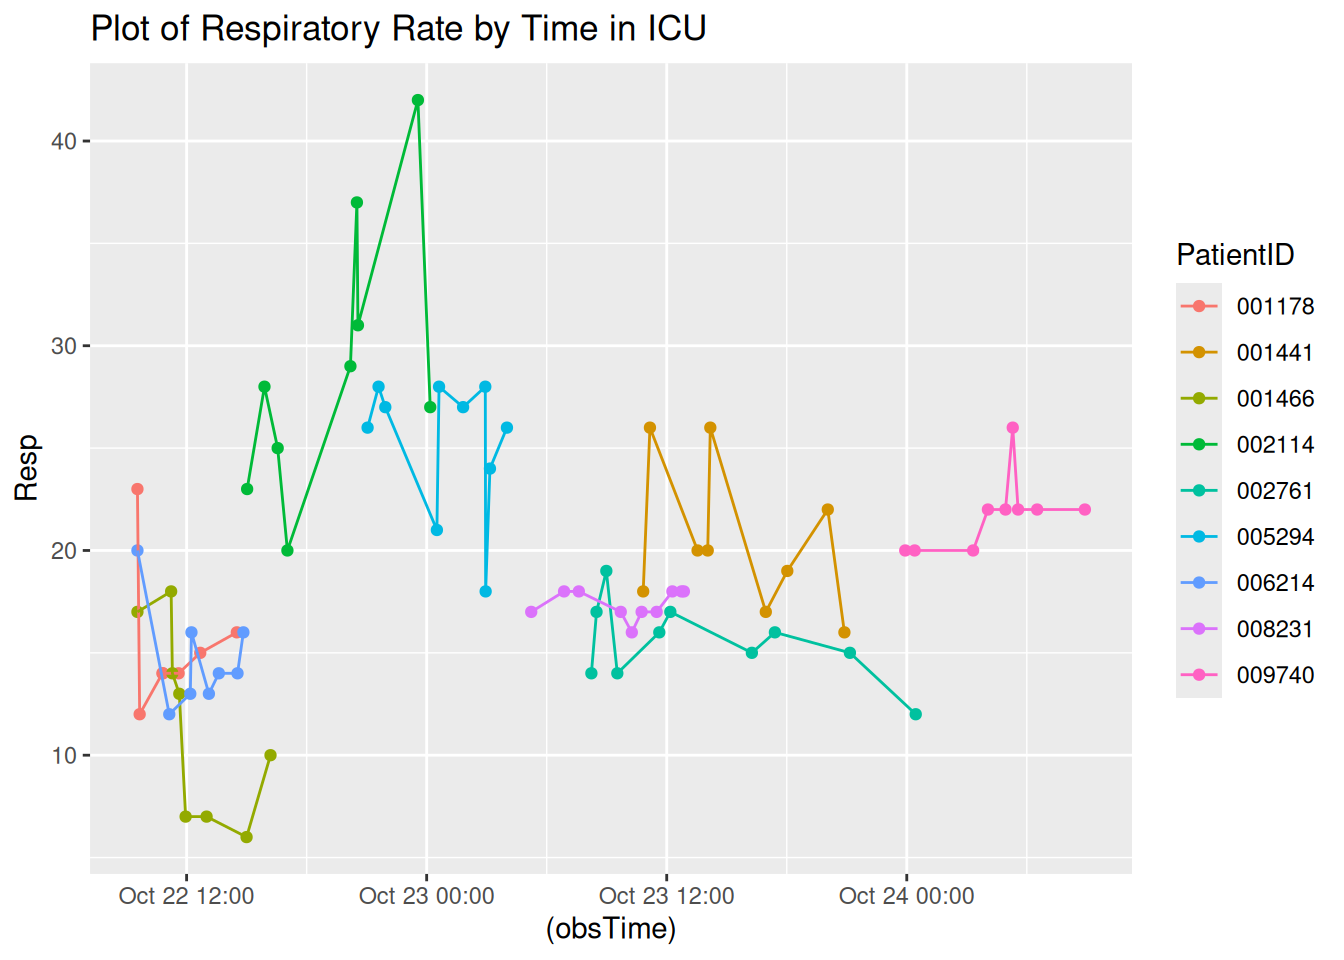 Plot of Respiratory Rate by Time in ICU
Resp
40
30
20
10
Oct 22 12:00
Oct 23 00:00
Oct 23 12:00
Oct 24 00:00
(obsTime)
PatientID
001178
001441
001466
002114
002761
005294
006214
008231
009740